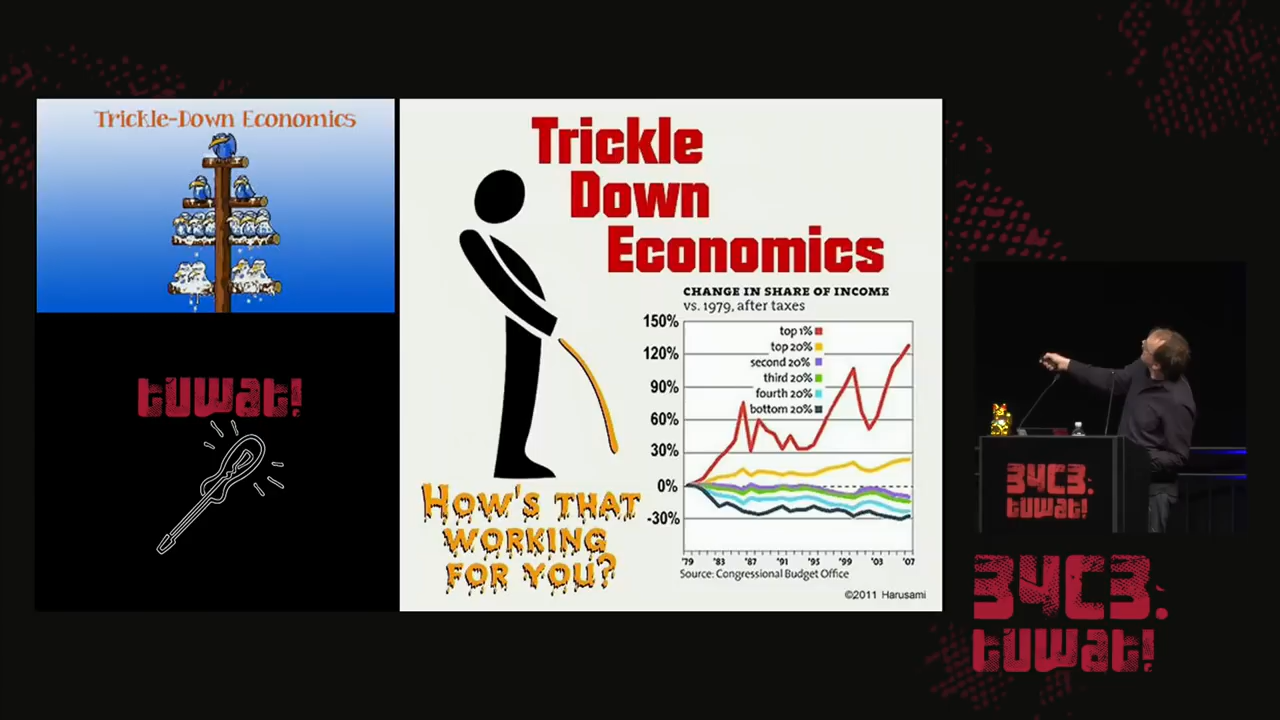 Trickle-Down Economics
tuwat!
Trickle
Down
Economics
CHANGE IN SHARE OF INCOME
vs. 1979, after taxes
150%
120%
90%
60%
30%
0%
-30%
top 1%
top 20%
second 20%
third 20%
fourth 20%
bottom 20%
'79 '83 '87 '91 '95 '99 '03 '07
Source: Congressional Budget Office
©2011 Harusami
HOW'S THAT
WORKING
FOR YOU?
34C3.
tuwat!
34C3.
tuwat!